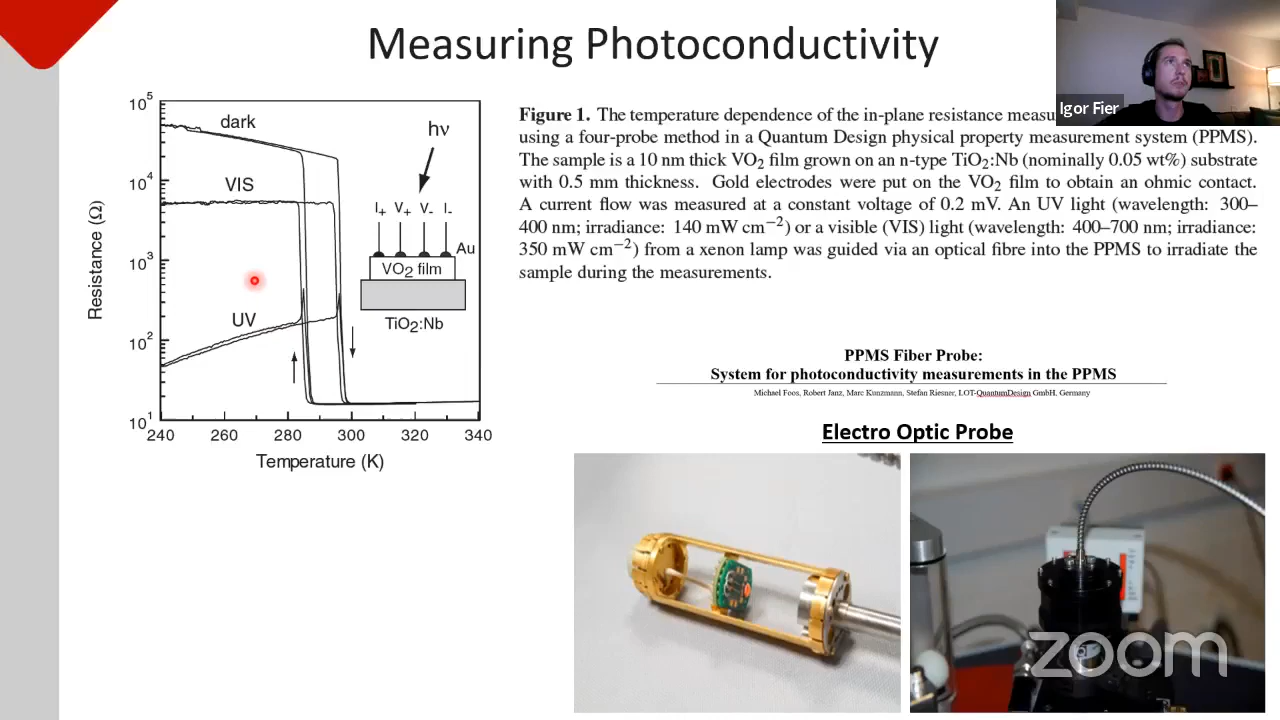 Measuring Photoconductivity
Igor Fier
10^5
10^4
10^3
10^2
10^1
Resistance (Ω)
dark
VIS
UV
hν
I+ V+ V- I-
Au
VO2 film
TiO2:Nb
240 260 280 300 320 340
Temperature (K)
Figure 1. The temperature dependence of the in-plane resistance
using a four-probe method in a Quantum Design physical property measurement system (PPMS).
The sample is a 10 nm thick VO2 film grown on an n-type TiO2:Nb (nominally 0.05 wt%) substrate
with 0.5 mm thickness. Gold electrodes were put on the VO2 film to obtain an ohmic contact.
A current flow was measured at a constant voltage of 0.2 mV. An UV light (wavelength: 300–
400 nm; irradiance: 140 mW cm−2) or a visible (VIS) light (wavelength: 400–700 nm; irradiance:
350 mW cm−2) from a xenon lamp was guided via an optical fibre into the PPMS to irradiate the
sample during the measurements.
PPMS Fiber Probe:
System for photoconductivity measurements in the PPMS
Michael Foos, Robert Janz, Marc Kunzmann, Stefan Riesner, LOT-QuantumDesign GmbH. Germany
Electro Optic Probe
zoom